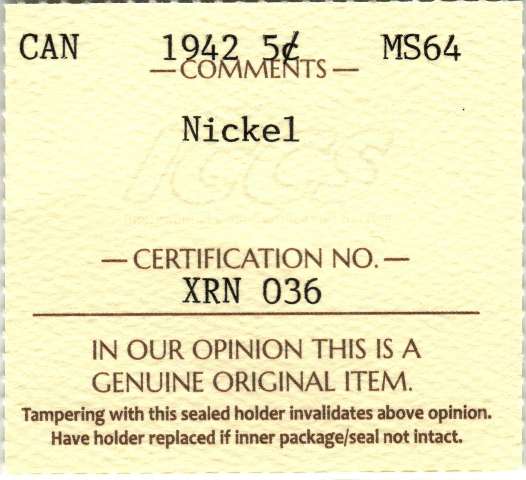 CAN 1942 5¢ MS64
— COMMENTS —
Nickel
ICCS
— CERTIFICATION NO. —
XRN 036
IN OUR OPINION THIS IS A
GENUINE ORIGINAL ITEM.
Tampering with this sealed holder invalidates above opinion.
Have holder replaced if inner package/seal not intact.